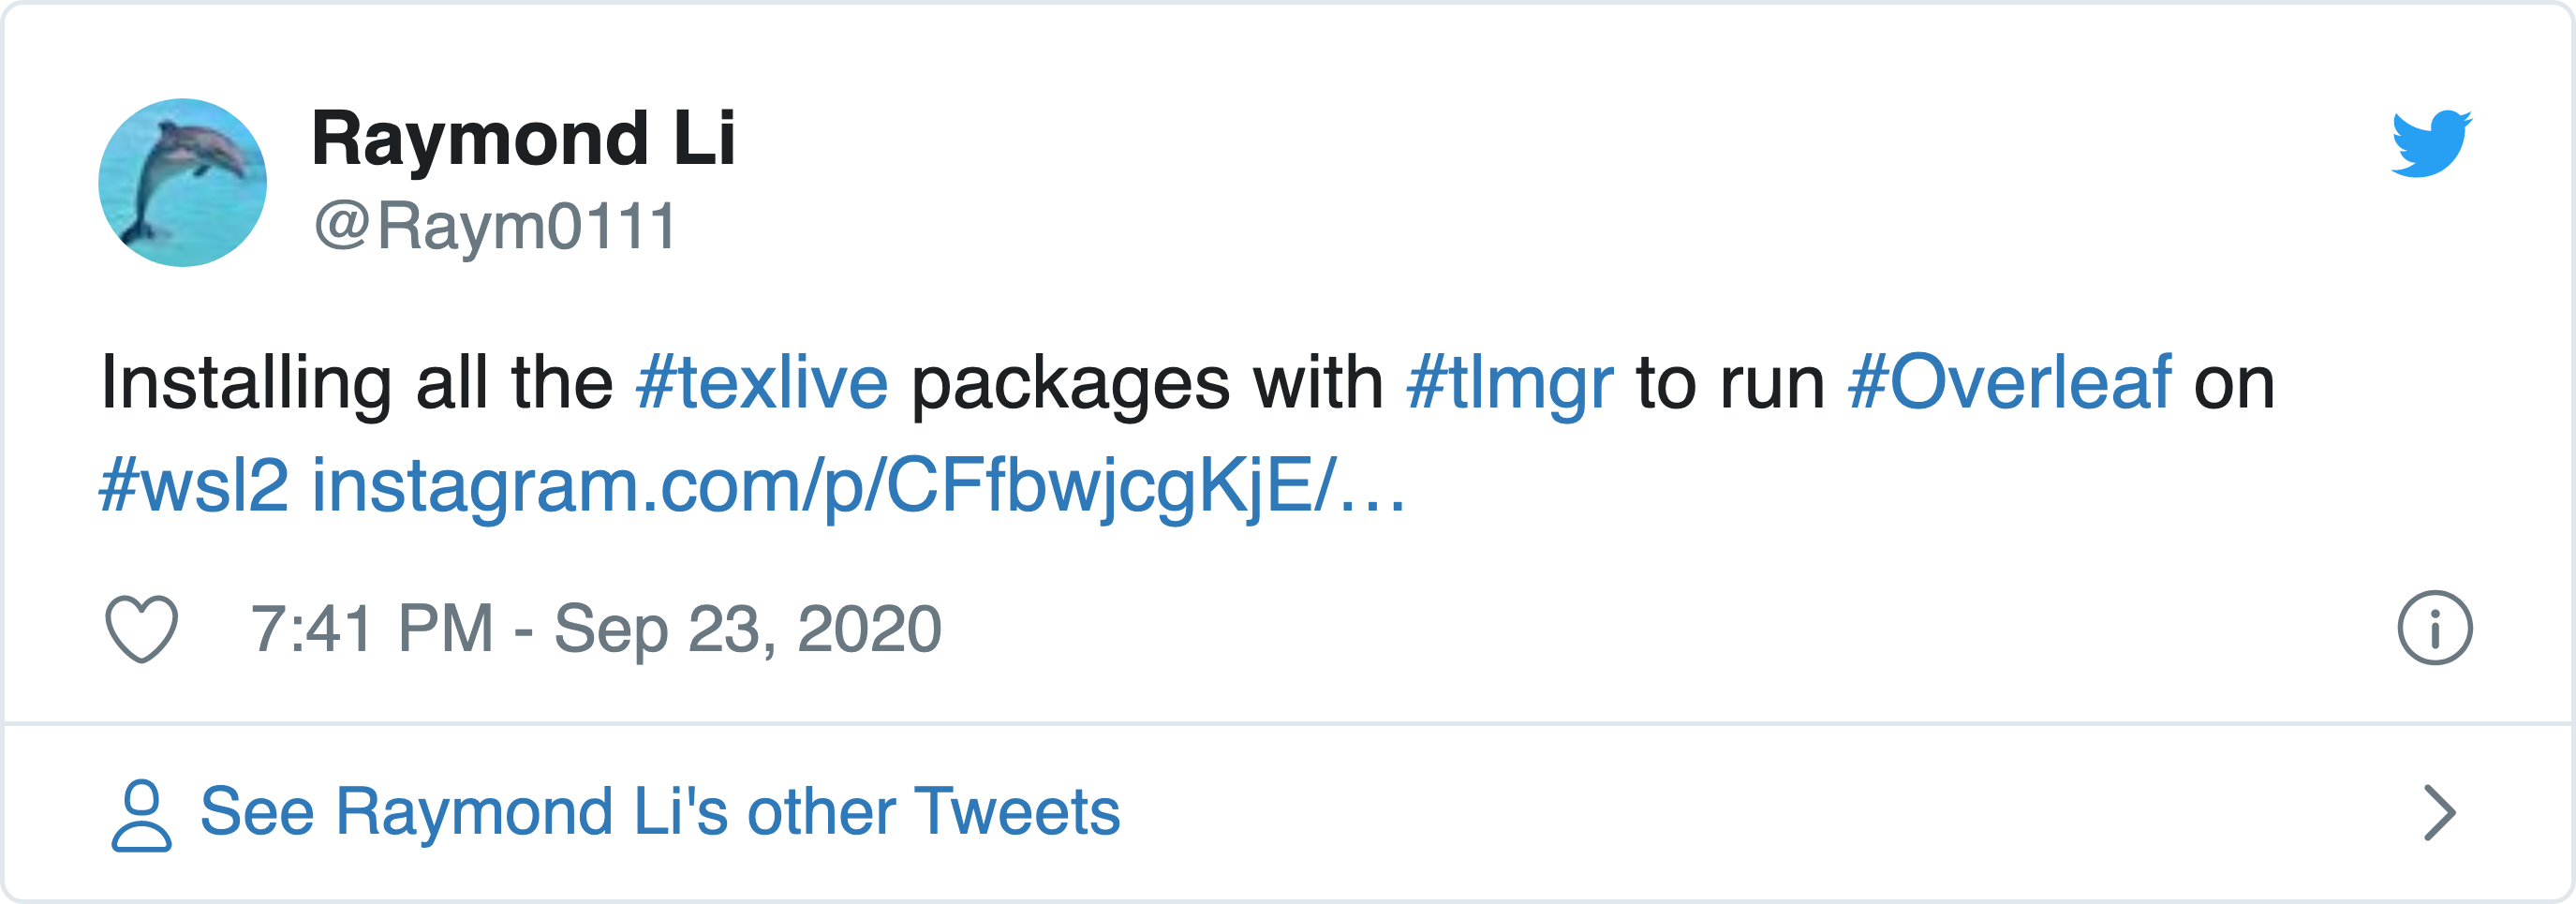 Raymond Li
@Raym0111
Installing all the #texlive packages with #tlmgr to run #Overleaf on
#wsl2 instagram.com/p/CFfbwjcgKjE/…
7:41 PM - Sep 23, 2020
See Raymond Li's other Tweets